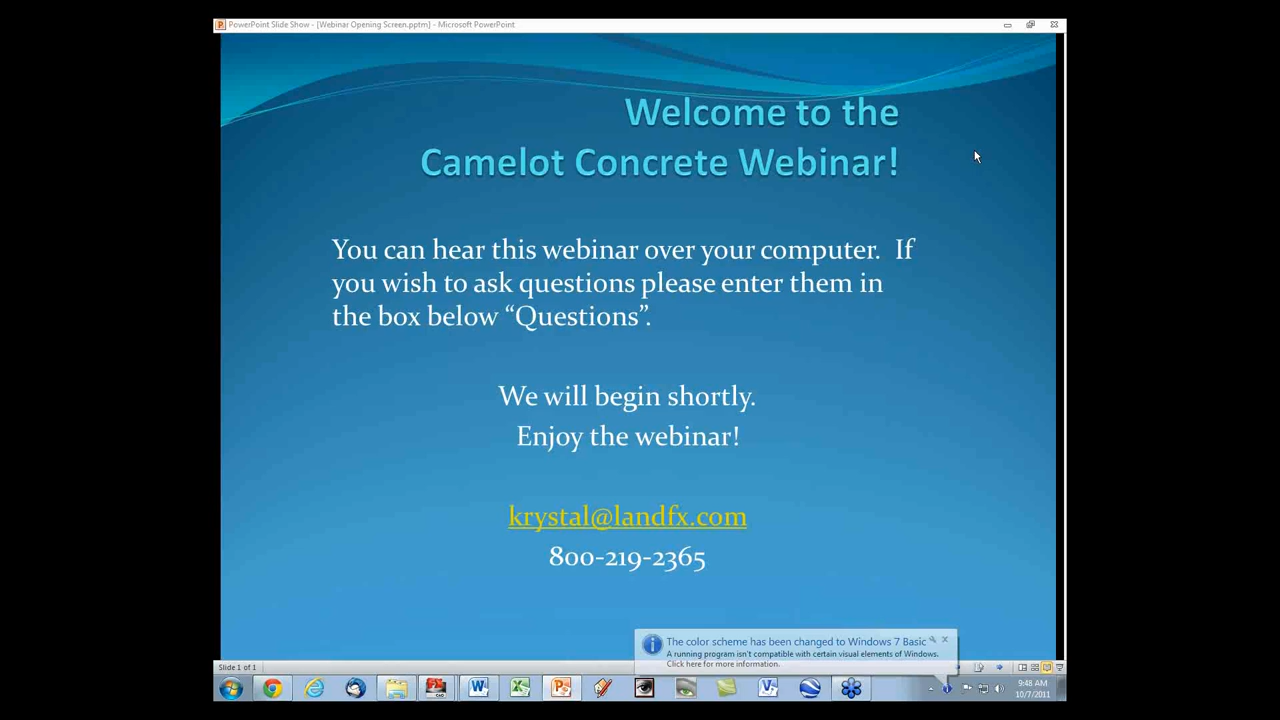 PowerPoint Slide Show - [Webinar Opening Screen.pptm] - Microsoft PowerPoint
Welcome to the
Camelot Concrete Webinar!
You can hear this webinar over your computer. If
you wish to ask questions please enter them in
the box below “Questions”.
We will begin shortly.
Enjoy the webinar!
krystal@landfx.com
800-219-2365
The color scheme has been changed to Windows 7 Basic
A running program isn't compatible with certain visual elements of Windows.
Click here for more information.
Slide 1 of 1
9:48 AM
10/7/2011